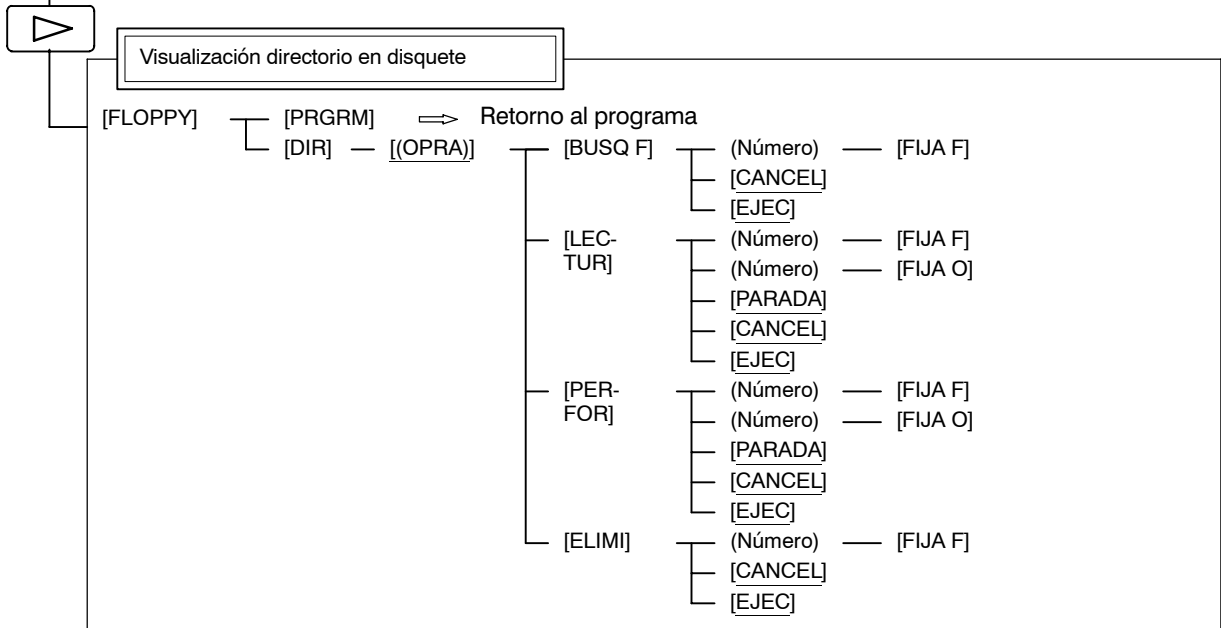 Visualización directorio en disquete
[FLOPPY] [PRGRM] Retorno al programa
[DIR] [(OPRA)] [BUSQ F] (Número) [FIJA F]
[CANCEL]
[EJEC]
[LEC-
TUR] (Número) [FIJA F]
(Número) [FIJA O]
[PARADA]
[CANCEL]
[EJEC]
[PER-
FOR] (Número) [FIJA F]
(Número) [FIJA O]
[PARADA]
[CANCEL]
[EJEC]
[ELIMI] (Número) [FIJA F]
[CANCEL]
[EJEC]